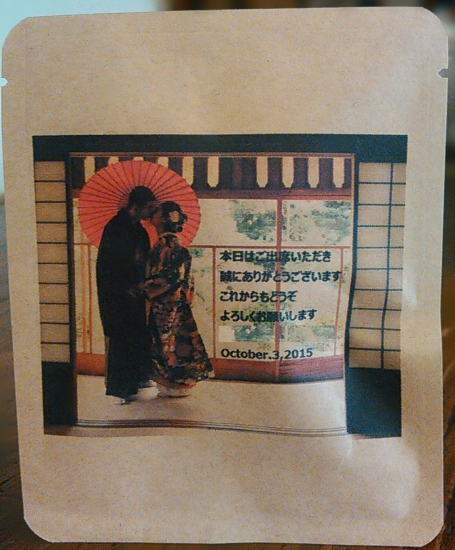 本日はご出席いただき
誠にありがとうございます
これからもどうぞ
よろしくお願いします
October.3,2015